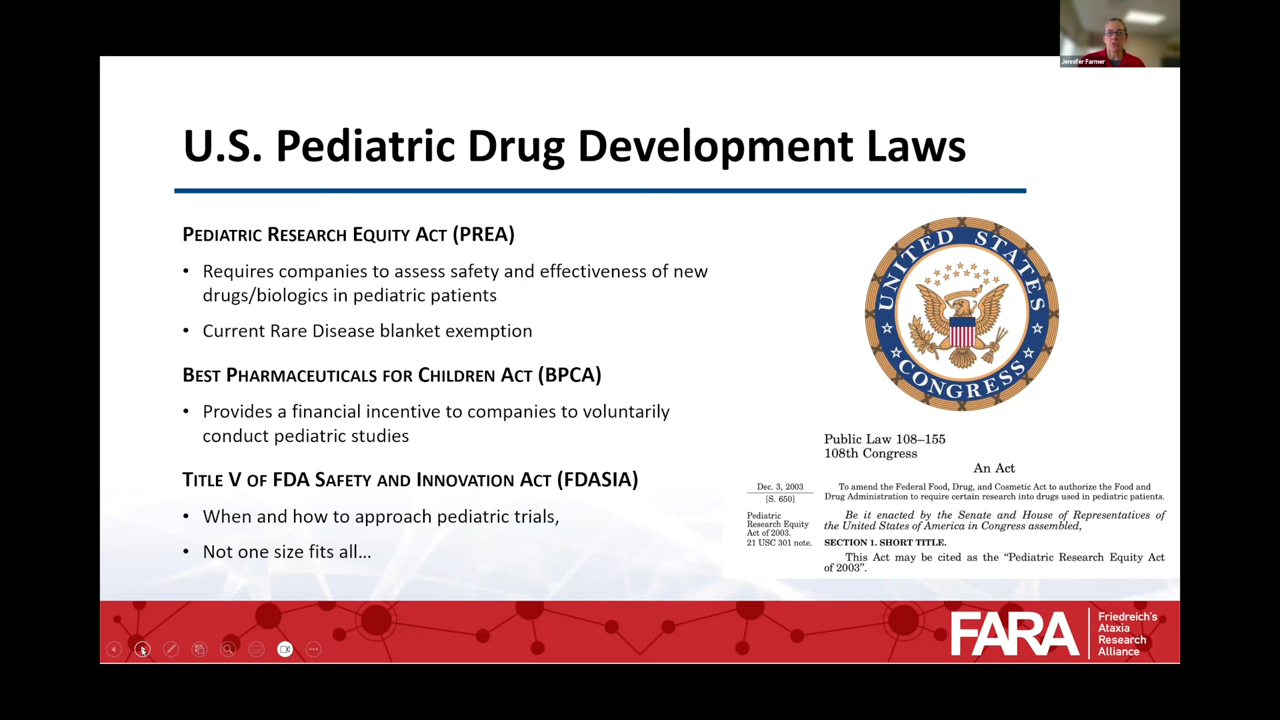 Jennifer Farmer
U.S. Pediatric Drug Development Laws
PEDIATRIC RESEARCH EQUITY ACT (PREA)
• Requires companies to assess safety and effectiveness of new
drugs/biologics in pediatric patients
• Current Rare Disease blanket exemption
BEST PHARMACEUTICALS FOR CHILDREN ACT (BPCA)
• Provides a financial incentive to companies to voluntarily
conduct pediatric studies
TITLE V OF FDA SAFETY AND INNOVATION ACT (FDASIA)
• When and how to approach pediatric trials,
• Not one size fits all...
UNITED STATES
CONGRESS
Public Law 108–155
108th Congress
An Act
Dec. 3, 2003
[S. 650]
To amend the Federal Food, Drug, and Cosmetic Act to authorize the Food and
Drug Administration to require certain research into drugs used in pediatric patients.
Pediatric
Research Equity
Act of 2003.
21 USC 301 note.
Be it enacted by the Senate and House of Representatives of
the United States of America in Congress assembled,
SECTION 1. SHORT TITLE.
This Act may be cited as the “Pediatric Research Equity Act
of 2003”.
FARA
Friedreich's
Ataxia
Research
Alliance